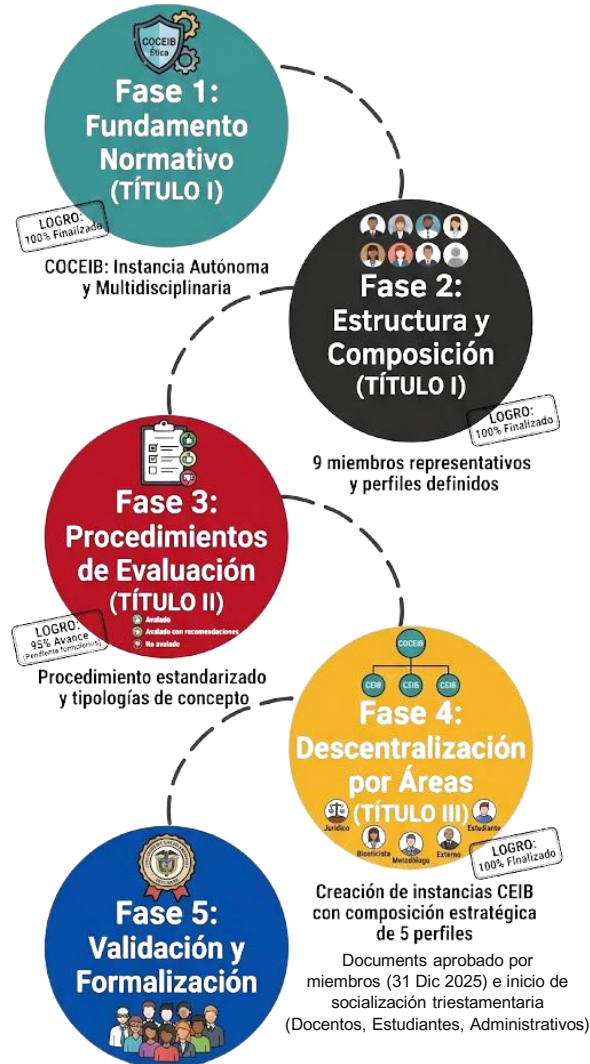 COCEIB
Ética
Fase 1:
Fundamento
Normativo
(TÍTULO I)
LOGRO:
100% Finalizado
COCEIB: Instancia Autónoma
y Multidisciplinaria
Fase 2:
Estructura y
Composición
(TÍTULO I)
LOGRO:
100% Finalizado
9 miembros representativos
y perfiles definidos
Fase 3:
Procedimientos
de Evaluación
(TÍTULO II)
Avalado
Avalado con recomendaciones
No avalado
LOGRO:
95% Avance
(Pendiente formularios)
Procedimiento estandarizado
y tipologías de concepto
COCEIB
CEIB CEIB CEIB
Fase 4:
Descentralización
por Áreas
(TÍTULO III)
Jurídico
Bioeticista
Metodólogo
Externo
Estudiante
LOGRO:
100% Finalizado
Creación de instancias CEIB
con composición estratégica
de 5 perfiles
Documents aprobado por
miembros (31 Dic 2025) e inicio de
socialización triestamentaria
(Docentos, Estudiantes, Administrativos)
Fase 5:
Validación y
Formalización